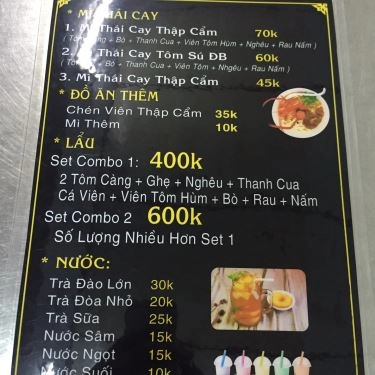 * MÌ THÁI CAY
1. Mì Thái Cay Thập Cẩm 70k
( Tôm Càng + Bò + Thanh Cua + Viên Tôm Hùm + Nghêu + Rau Nấm )
2. Mì Thái Cay Tôm Sú ĐB 60k
( Tôm Sú + Bò + Thanh Cua + Viên Tôm + Nhgêu + Rau Nấm )
3. Mì Thái Cay Thập Cẩm 45k
* ĐỒ ĂN THÊM
Chén Viên Thập Cẩm 35k
Mì Thêm 10k
* LẨU
Set Combo 1: 400k
2 Tôm Càng + Ghẹ + Nghêu + Thanh Cua
Cá Viên + Viên Tôm Hùm + Bò + Rau + Nấm
Set Combo 2 600k
Số Lượng Nhiều Hơn Set 1
* NƯỚC:
Trà Đào Lớn 30k
Trà Đòa Nhỏ 20k
Trà Sữa 25k
Nước Sâm 15k
Nước Ngọt 15k
Nước Suối 10k